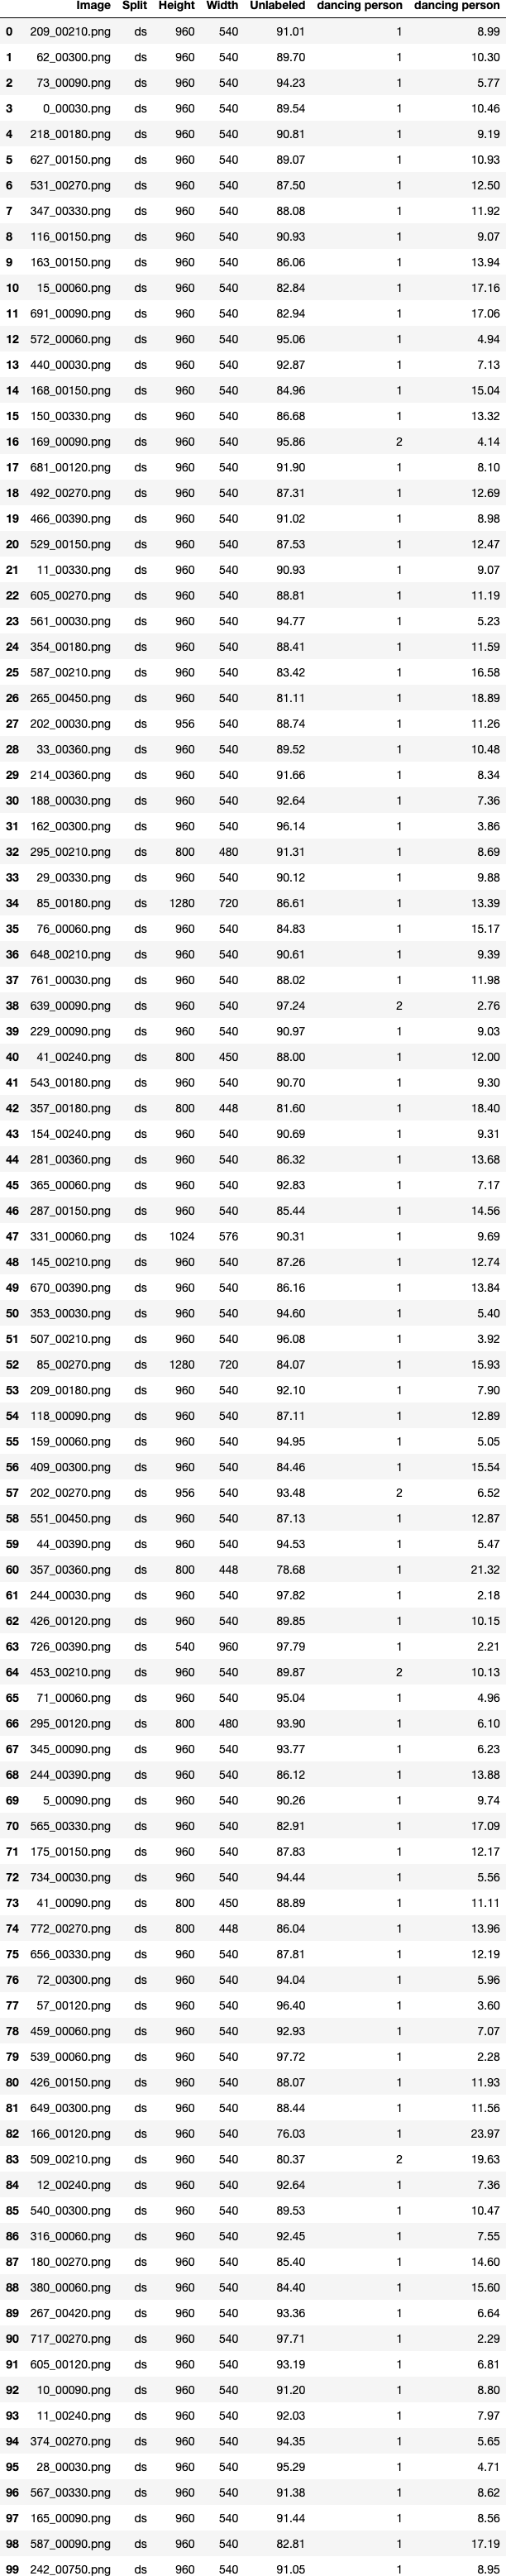 Image Split Height Width Unlabeled dancing person dancing person
0 209_00210.png ds 960 540 91.01 1 8.99
1 62_00300.png ds 960 540 89.70 1 10.30
2 73_00090.png ds 960 540 94.23 1 5.77
3 0_00030.png ds 960 540 89.54 1 10.46
4 218_00180.png ds 960 540 90.81 1 9.19
5 627_00150.png ds 960 540 89.07 1 10.93
6 531_00270.png ds 960 540 87.50 1 12.50
7 347_00330.png ds 960 540 88.08 1 11.92
8 116_00150.png ds 960 540 90.93 1 9.07
9 163_00150.png ds 960 540 86.06 1 13.94
10 15_00060.png ds 960 540 82.84 1 17.16
11 691_00090.png ds 960 540 82.94 1 17.06
12 572_00060.png ds 960 540 95.06 1 4.94
13 440_00030.png ds 960 540 92.87 1 7.13
14 168_00150.png ds 960 540 84.96 1 15.04
15 150_00330.png ds 960 540 86.68 1 13.32
16 169_00090.png ds 960 540 95.86 2 4.14
17 681_00120.png ds 960 540 91.90 1 8.10
18 492_00270.png ds 960 540 87.31 1 12.69
19 466_00390.png ds 960 540 91.02 1 8.98
20 529_00150.png ds 960 540 87.53 1 12.47
21 11_00330.png ds 960 540 90.93 1 9.07
22 605_00270.png ds 960 540 88.81 1 11.19
23 561_00030.png ds 960 540 94.77 1 5.23
24 354_00180.png ds 960 540 88.41 1 11.59
25 587_00210.png ds 960 540 83.42 1 16.58
26 265_00450.png ds 960 540 81.11 1 18.89
27 202_00030.png ds 956 540 88.74 1 11.26
28 33_00360.png ds 960 540 89.52 1 10.48
29 214_00360.png ds 960 540 91.66 1 8.34
30 188_00030.png ds 960 540 92.64 1 7.36
31 162_00300.png ds 960 540 96.14 1 3.86
32 295_00210.png ds 800 480 91.31 1 8.69
33 29_00330.png ds 960 540 90.12 1 9.88
34 85_00180.png ds 1280 720 86.61 1 13.39
35 76_00060.png ds 960 540 84.83 1 15.17
36 648_00210.png ds 960 540 90.61 1 9.39
37 761_00030.png ds 960 540 88.02 1 11.98
38 639_00090.png ds 960 540 97.24 2 2.76
39 229_00090.png ds 960 540 90.97 1 9.03
40 41_00240.png ds 800 450 88.00 1 12.00
41 543_00180.png ds 960 540 90.70 1 9.30
42 357_00180.png ds 800 448 81.60 1 18.40
43 154_00240.png ds 960 540 90.69 1 9.31
44 281_00360.png ds 960 540 86.32 1 13.68
45 365_00060.png ds 960 540 92.83 1 7.17
46 287_00150.png ds 960 540 85.44 1 14.56
47 331_00060.png ds 1024 576 90.31 1 9.69
48 145_00210.png ds 960 540 87.26 1 12.74
49 670_00390.png ds 960 540 86.16 1 13.84
50 353_00030.png ds 960 540 94.60 1 5.40
51 507_00210.png ds 960 540 96.08 1 3.92
52 85_00270.png ds 1280 720 84.07 1 15.93
53 209_00180.png ds 960 540 92.10 1 7.90
54 118_00090.png ds 960 540 87.11 1 12.89
55 159_00060.png ds 960 540 94.95 1 5.05
56 409_00300.png ds 960 540 84.46 1 15.54
57 202_00270.png ds 956 540 93.48 2 6.52
58 551_00450.png ds 960 540 87.13 1 12.87
59 44_00390.png ds 960 540 94.53 1 5.47
60 357_00360.png ds 800 448 78.68 1 21.32
61 244_00030.png ds 960 540 97.82 1 2.18
62 426_00120.png ds 960 540 89.85 1 10.15
63 726_00390.png ds 540 960 97.79 1 2.21
64 453_00210.png ds 960 540 89.87 2 10.13
65 71_00060.png ds 960 540 95.04 1 4.96
66 295_00120.png ds 800 480 93.90 1 6.10
67 345_00090.png ds 960 540 93.77 1 6.23
68 244_00390.png ds 960 540 86.12 1 13.88
69 5_00090.png ds 960 540 90.26 1 9.74
70 565_00330.png ds 960 540 82.91 1 17.09
71 175_00150.png ds 960 540 87.83 1 12.17
72 734_00030.png ds 960 540 94.44 1 5.56
73 41_00090.png ds 800 450 88.89 1 11.11
74 772_00270.png ds 800 448 86.04 1 13.96
75 656_00330.png ds 960 540 87.81 1 12.19
76 72_00300.png ds 960 540 94.04 1 5.96
77 57_00120.png ds 960 540 96.40 1 3.60
78 459_00060.png ds 960 540 92.93 1 7.07
79 539_00060.png ds 960 540 97.72 1 2.28
80 426_00150.png ds 960 540 88.07 1 11.93
81 649_00300.png ds 960 540 88.44 1 11.56
82 166_00120.png ds 960 540 76.03 1 23.97
83 509_00210.png ds 960 540 80.37 2 19.63
84 12_00240.png ds 960 540 92.64 1 7.36
85 540_00300.png ds 960 540 89.53 1 10.47
86 316_00060.png ds 960 540 92.45 1 7.55
87 180_00270.png ds 960 540 85.40 1 14.60
88 380_00060.png ds 960 540 84.40 1 15.60
89 267_00420.png ds 960 540 93.36 1 6.64
90 717_00270.png ds 960 540 97.71 1 2.29
91 605_00120.png ds 960 540 93.19 1 6.81
92 10_00090.png ds 960 540 91.20 1 8.80
93 11_00240.png ds 960 540 92.03 1 7.97
94 374_00270.png ds 960 540 94.35 1 5.65
95 28_00030.png ds 960 540 95.29 1 4.71
96 567_00330.png ds 960 540 91.38 1 8.62
97 165_00090.png ds 960 540 91.44 1 8.56
98 587_00090.png ds 960 540 82.81 1 17.19
99 242_00750.png ds 960 540 91.05 1 8.95